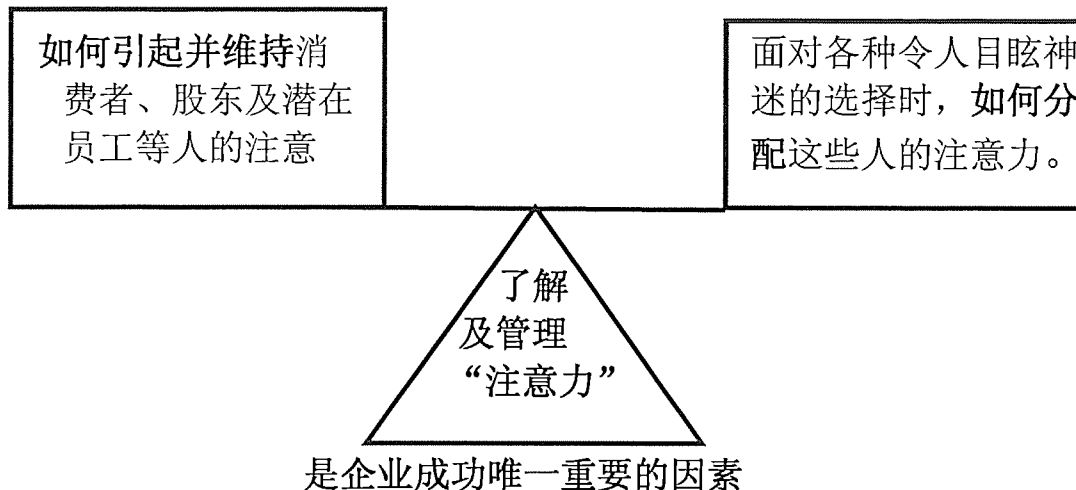 如何引起并维持消
费者、股东及潜在
员工等人的注意
面对各种令人目眩神
迷的选择时，如何分
配这些人的注意力。
了解
及管理
“注意力”
是企业成功唯一重要的因素